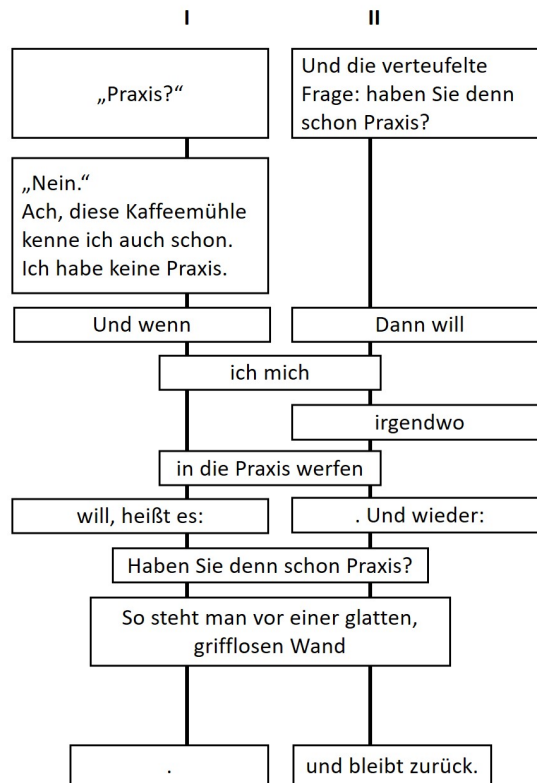 I II
„Praxis?“
Und die verteufelte
Frage: haben Sie denn
schon Praxis?
„Nein.“
Ach, diese Kaffeemühle
kenne ich auch schon.
Ich habe keine Praxis.
Und wenn
Dann will
ich mich
irgendwo
in die Praxis werfen
will, heißt es:
. Und wieder:
Haben Sie denn schon Praxis?
So steht man vor einer glatten,
grifflosen Wand
.
und bleibt zurück.